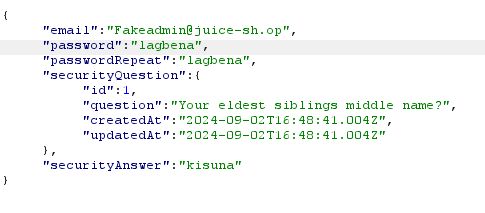 {
"email":"Fakeadmin@juice-sh.op",
"password":"lagbena",
"passwordRepeat":"lagbena",
"securityQuestion":{
"id":1,
"question":"Your eldest siblings middle name?",
"createdAt":"2024-09-02T16:48:41.004Z",
"updatedAt":"2024-09-02T16:48:41.004Z"
},
"securityAnswer":"kisuna"
}